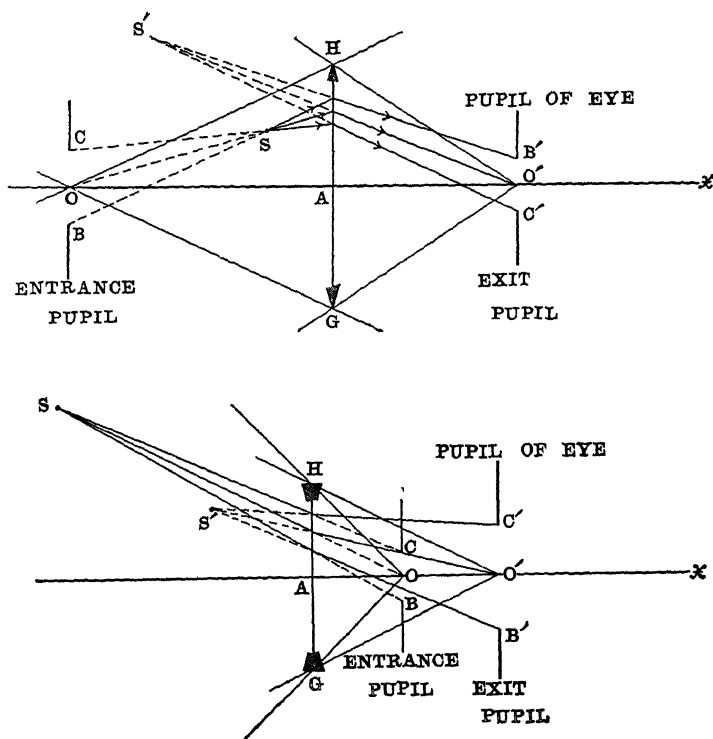 S′
H
PUPIL OF EYE
C
S
B′
O
A
O′
x
B
C′
ENTRANCE
PUPIL
EXIT
PUPIL
G
S
H
PUPIL OF EYE
S′
C′
C
A
O
O′
x
B
B′
G
ENTRANCE
PUPIL
EXIT
PUPIL